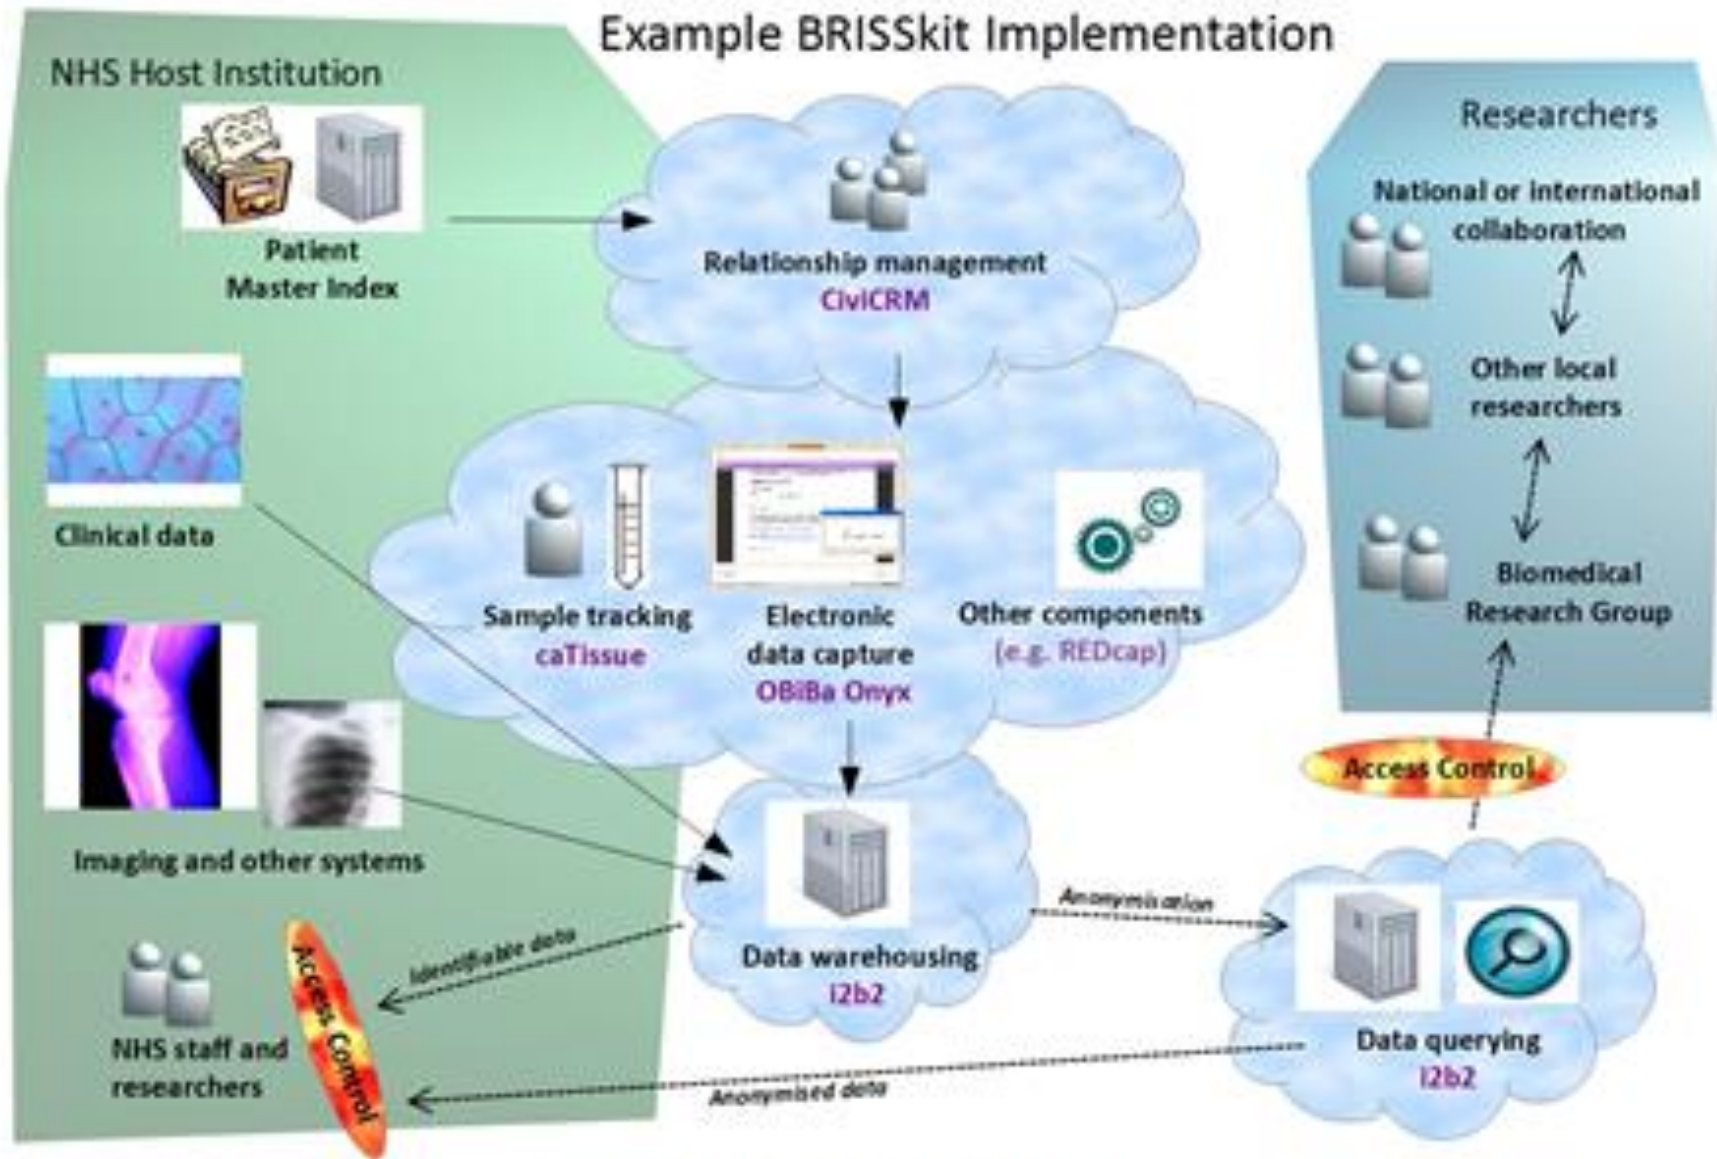 Example BRISSkit Implementation
NHS Host Institution
Patient
Master Index
Clinical data
Imaging and other systems
NHS staff and
researchers
Access Control
Relationship management
CiviCRM
Sample tracking
caTissue
Electronic
data capture
OBiBa Onyx
Other components
(e.g. REDcap)
Data warehousing
i2b2
Identifiable data
Anonymisation
Anonymised data
Data querying
i2b2
Access Control
Researchers
National or international
collaboration
Other local
researchers
Biomedical
Research Group